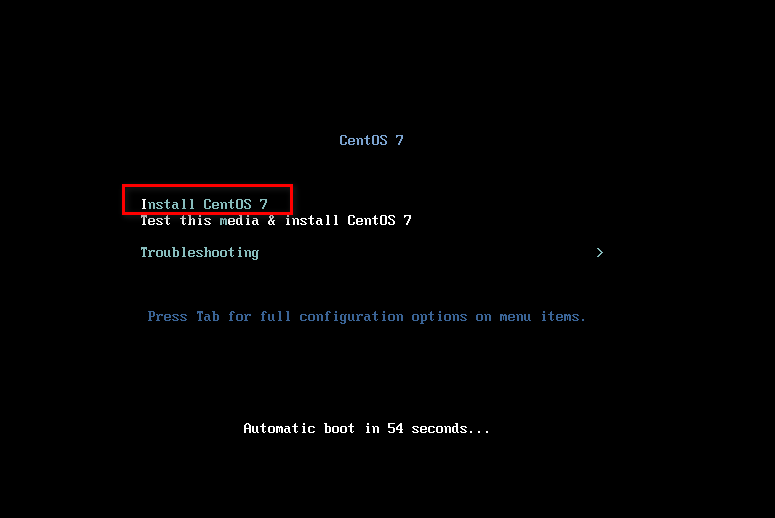 CentOS 7
Install CentOS 7
Test this media & install CentOS 7
Troubleshooting >
Press Tab for full configuration options on menu items.
Automatic boot in 54 seconds...